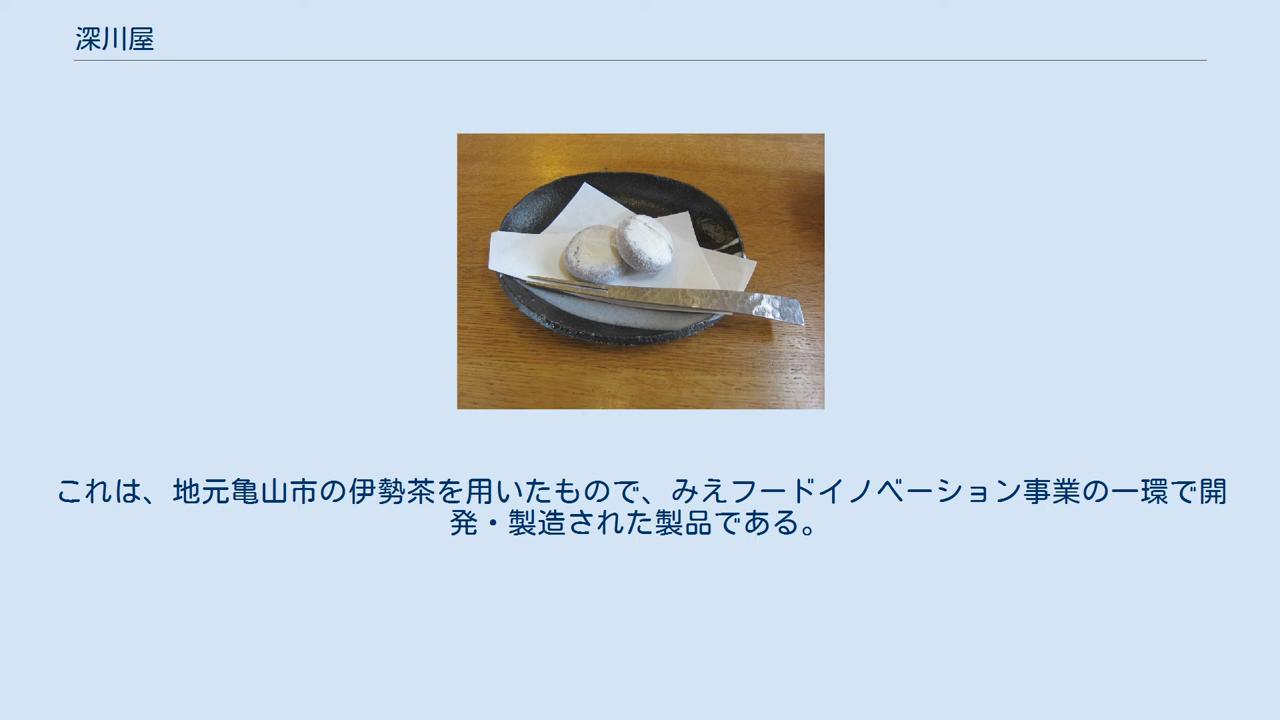 深川屋
これは、地元亀山市の伊勢茶を用いたもので、みえフードイノベーション事業の一環で開
発・製造された製品である。